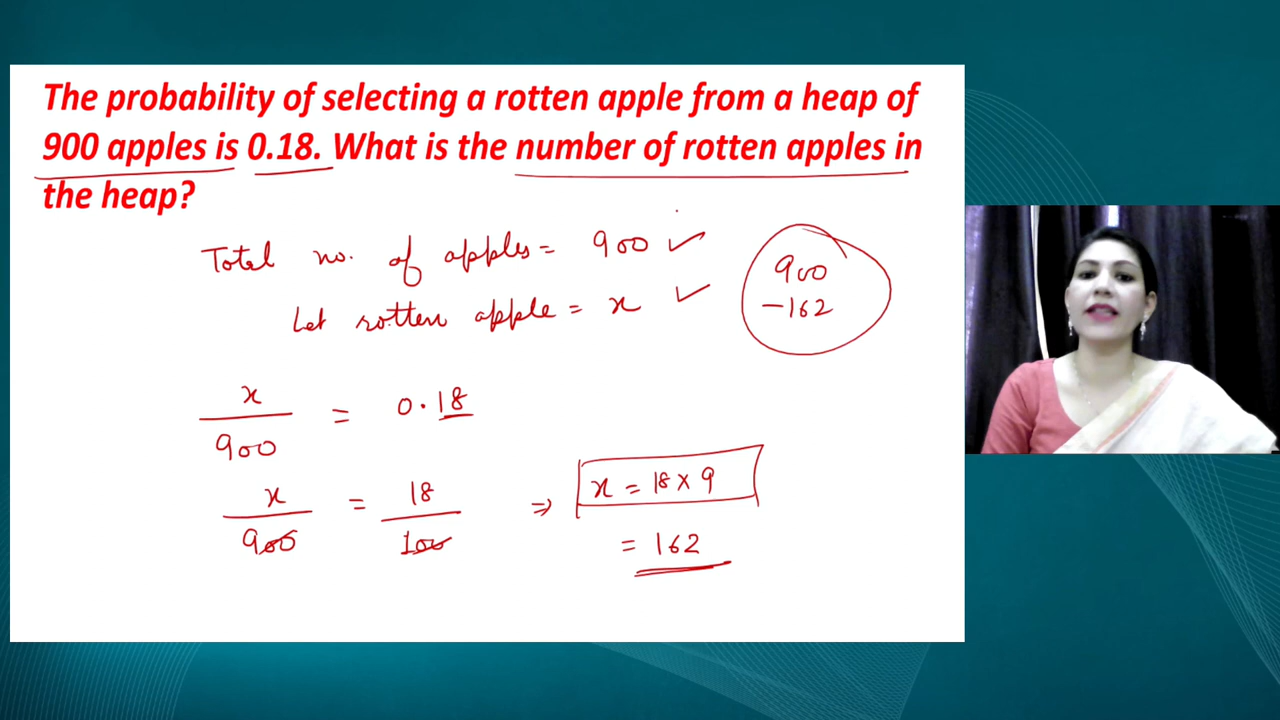 The probability of selecting a rotten apple from a heap of
900 apples is 0.18. What is the number of rotten apples in
the heap?
Total no. of apples = 900 ✓
Let rotten apple = x ✓
900
-162
x/900 = 0.18
x/900 = 18/100 ⇒ x = 18 × 9
= 162